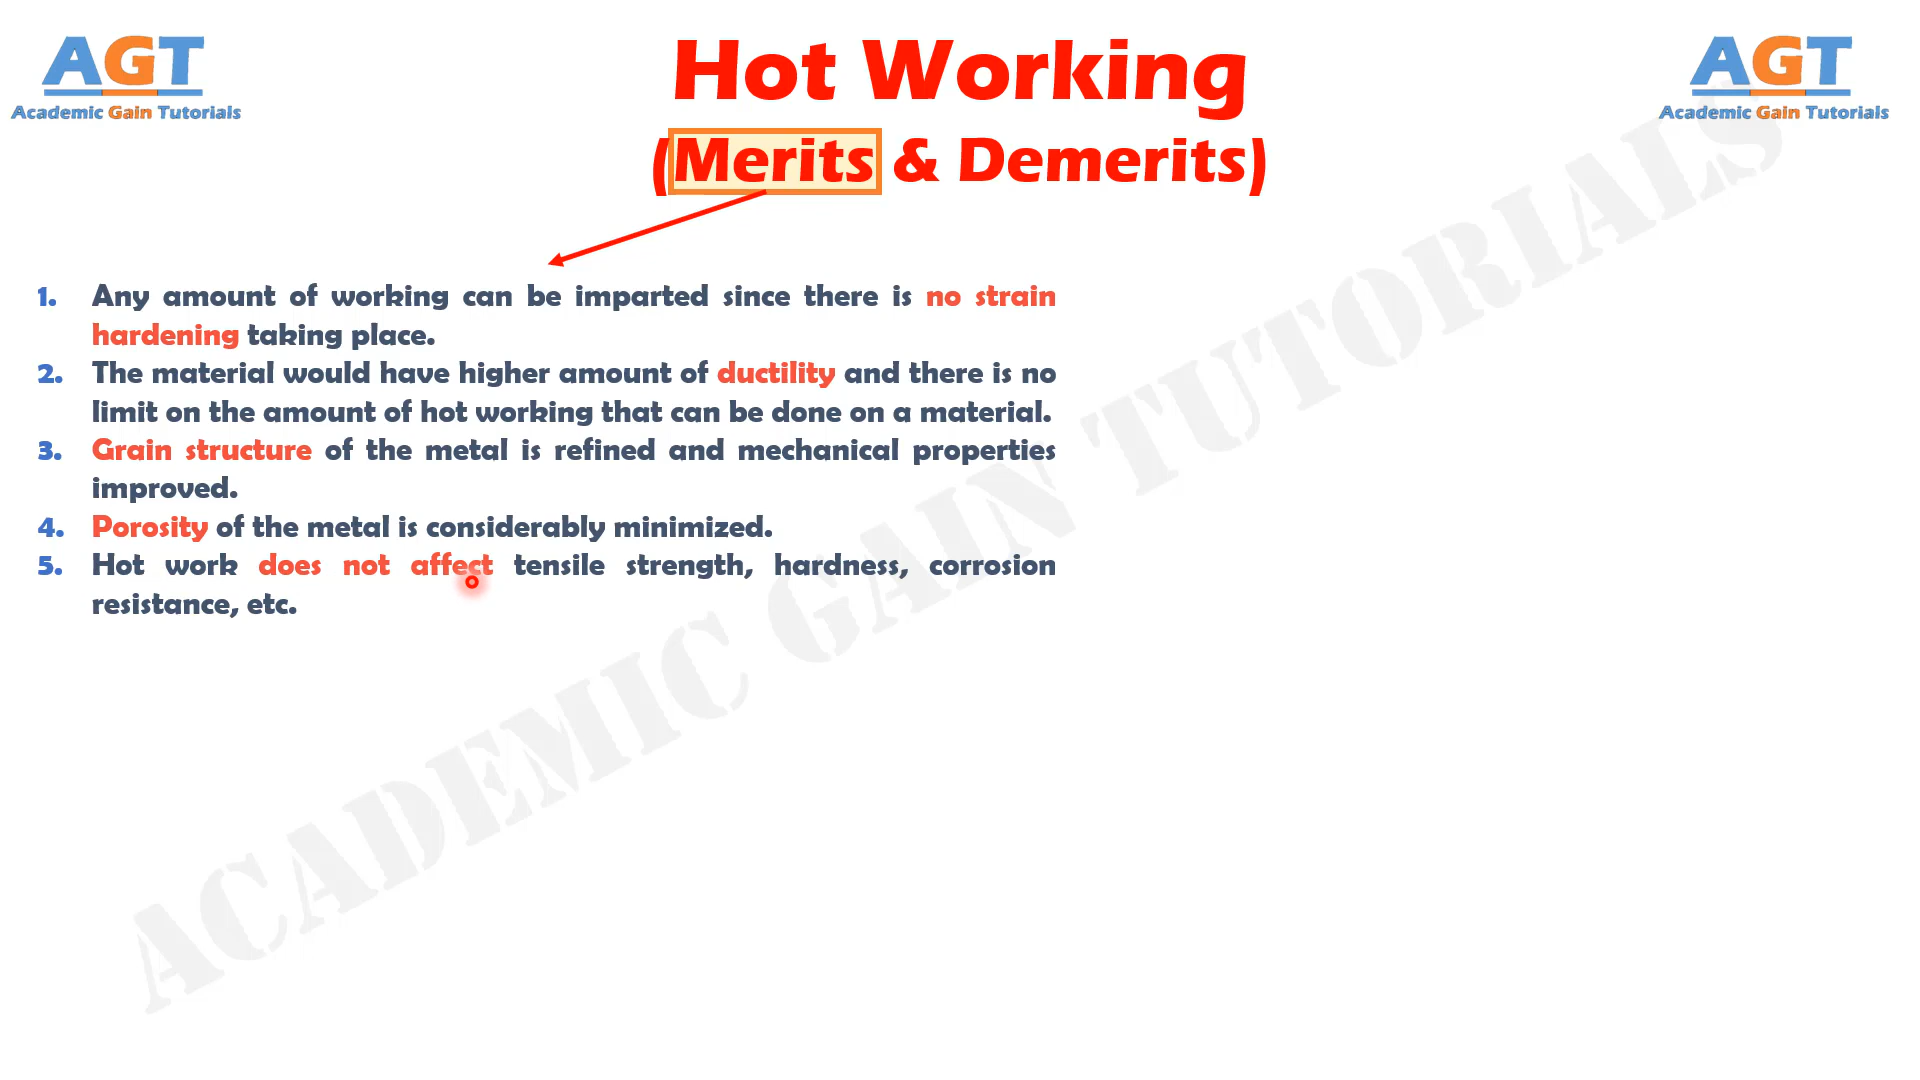 AGT
Academic Gain Tutorials
Hot Working
(Merits & Demerits)
AGT
Academic Gain Tutorials
1. Any amount of working can be imparted since there is no strain
hardening taking place.
2. The material would have higher amount of ductility and there is no
limit on the amount of hot working that can be done on a material.
3. Grain structure of the metal is refined and mechanical properties
improved.
4. Porosity of the metal is considerably minimized.
5. Hot work does not affect tensile strength, hardness, corrosion
resistance, etc.
ACADEMIC GAIN TUTORIALS